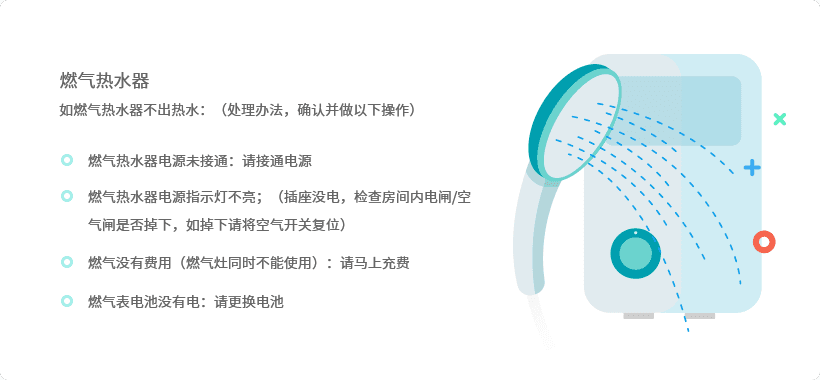 燃气热水器
如燃气热水器不出热水：（处理办法，确认并做以下操作）
燃气热水器电源未接通：请接通电源
燃气热水器电源指示灯不亮；（插座没电，检查房间内电闸/空
气闸是否掉下，如掉下请将空气开关复位）
燃气没有费用（燃气灶同时不能使用）：请马上充费
燃气表电池没有电：请更换电池